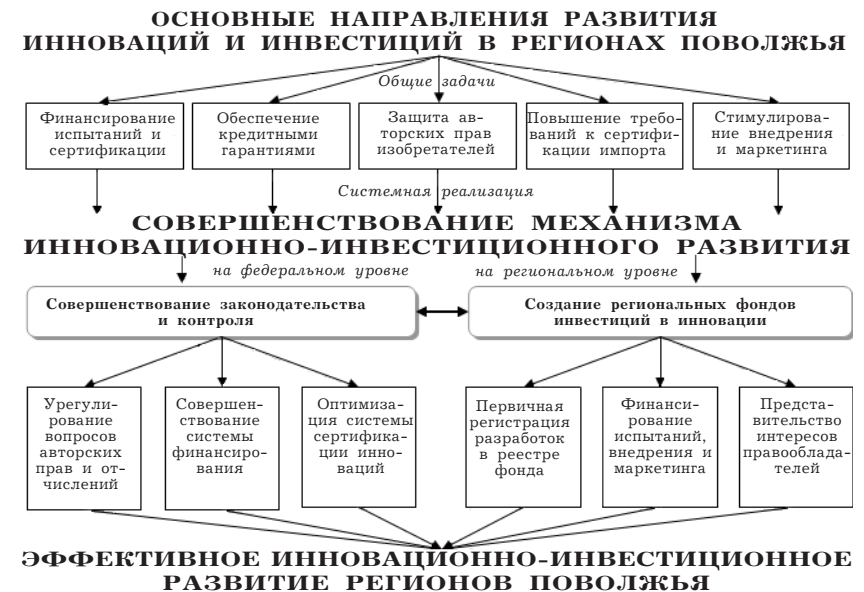 ОСНОВНЫЕ НАПРАВЛЕНИЯ РАЗВИТИЯ
ИННОВАЦИЙ И ИНВЕСТИЦИЙ В РЕГИОНАХ ПОВОЛЖЬЯ
Общие задачи
Финансирование
испытаний и
сертификации
Обеспечение
кредитными
гарантиями
Защита ав-
торских прав
изобретателей
Повышение требо-
ваний к сертифи-
кации импорта
Стимулирова-
ние внедрения
и маркетинга
Системная реализация
СОВЕРШЕНСТВОВАНИЕ МЕХАНИЗМА
ИННОВАЦИОННО-ИНВЕСТИЦИОННОГО РАЗВИТИЯ
на федеральном уровне
на региональном уровне
Совершенствование законодательства
и контроля
Создание региональных фондов
инвестиций в инновации
Урегули-
рование
вопросов
авторских
прав и от-
числений
Совершен-
ствование
системы
финансиро-
вания
Оптимиза-
ция системы
сертифика-
ции инно-
ваций
Первичная
регистрация
разработок
в реестре
фонда
Финанси-
рование
испытаний,
внедрения и
маркетинга
Предста-
вительство
интересов
правооблада-
телей
ЭФФЕКТИВНОЕ ИННОВАЦИОННО-ИНВЕСТИЦИОННОЕ
РАЗВИТИЕ РЕГИОНОВ ПОВОЛЖЬЯ